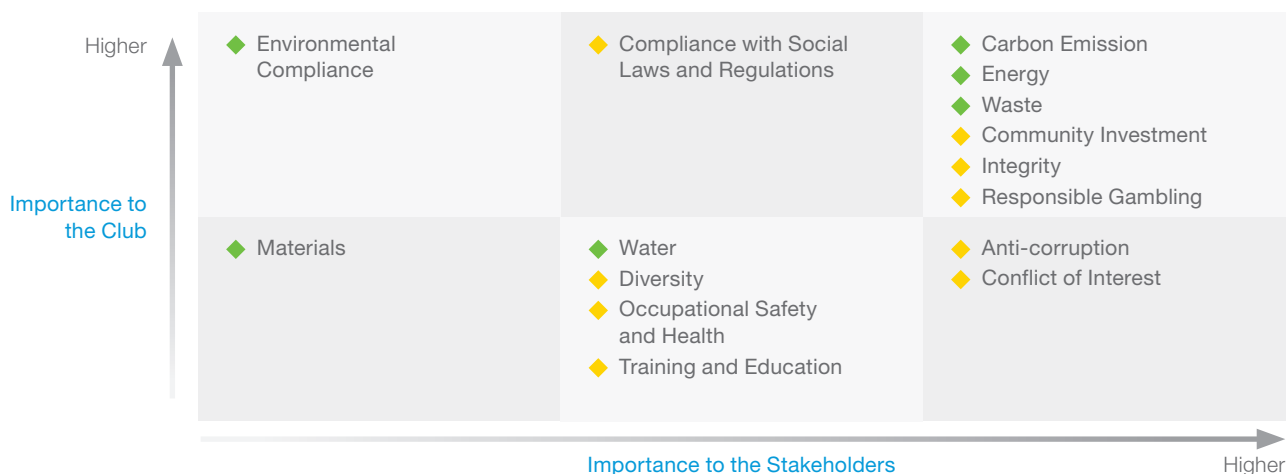 Higher
Importance to
the Club
Environmental
Compliance
Compliance with Social
Laws and Regulations
Carbon Emission
Energy
Waste
Community Investment
Integrity
Responsible Gambling
Materials
Water
Diversity
Occupational Safety
and Health
Training and Education
Anti-corruption
Conflict of Interest
Importance to the Stakeholders
Higher